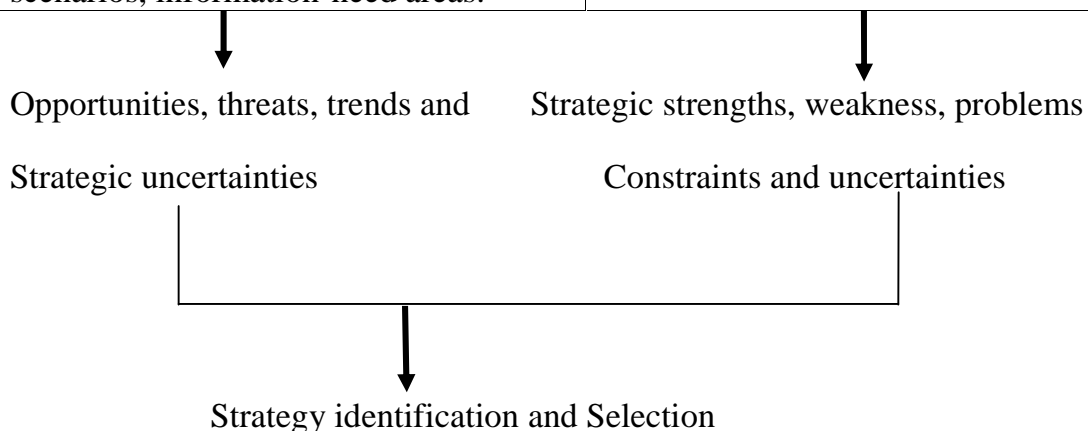 scenarios, information-need areas.
Opportunities, threats, trends and
Strategic uncertainties
Strategic strengths, weakness, problems
Constraints and uncertainties
Strategy identification and Selection